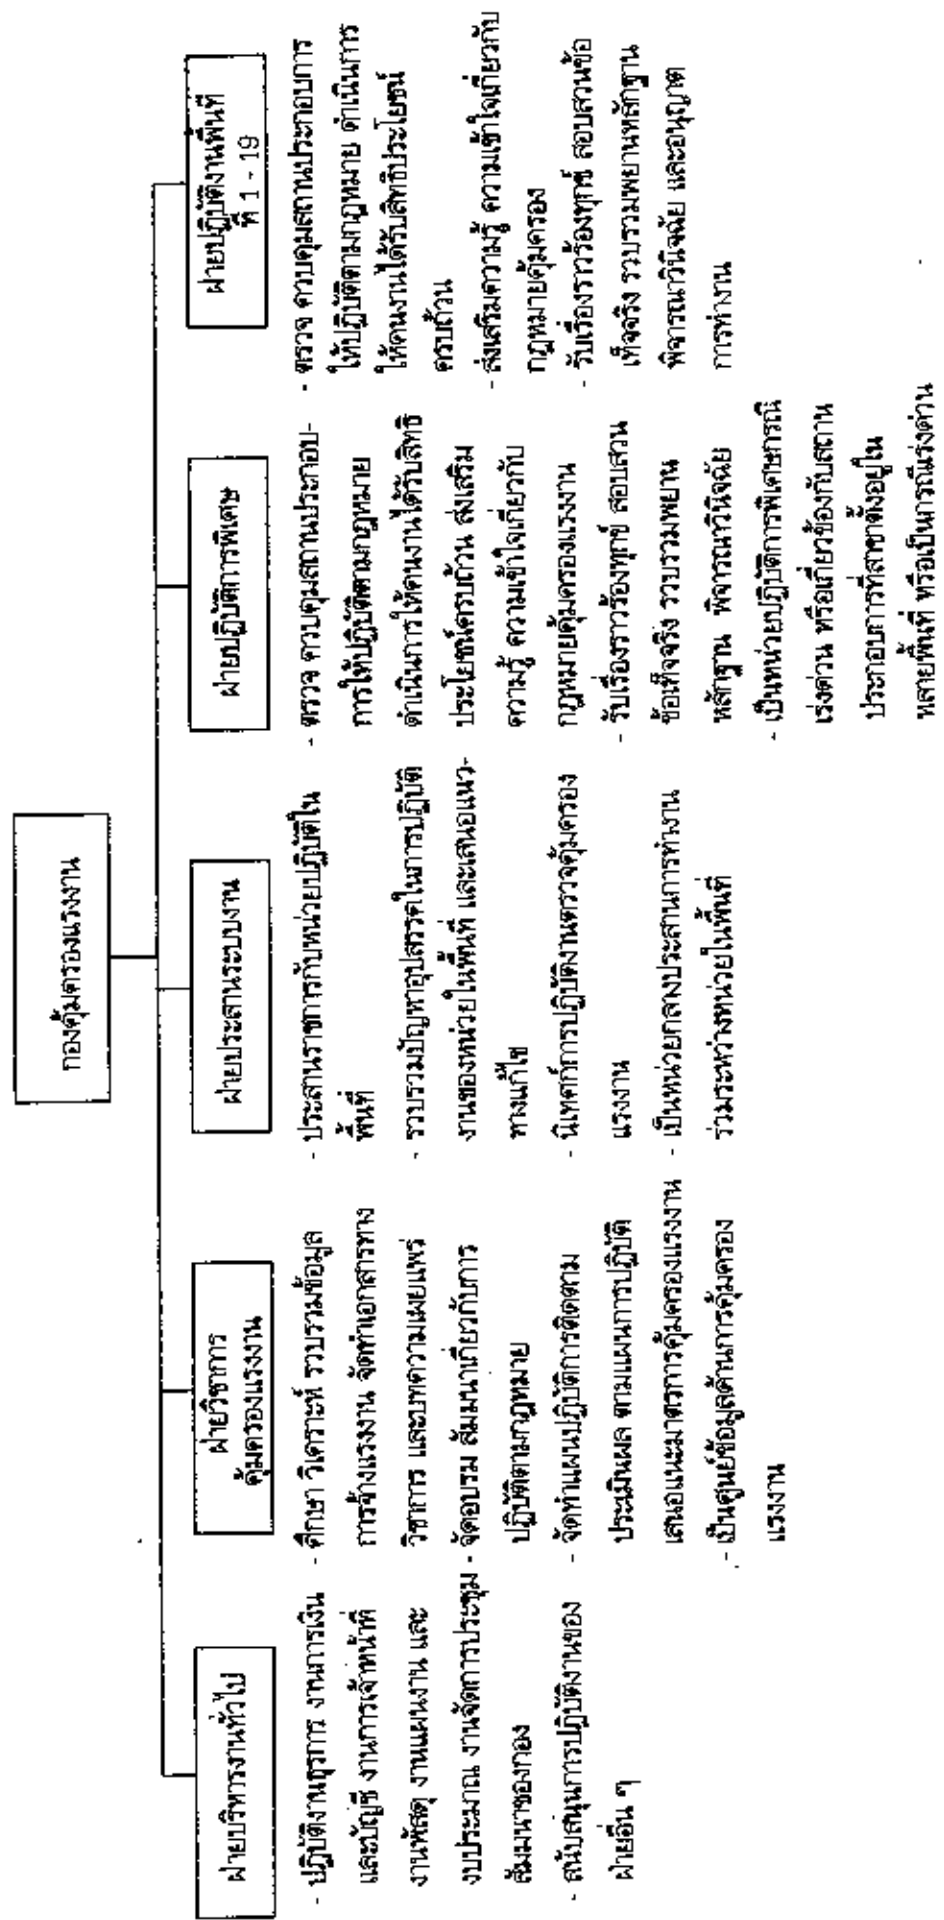 กองคุ้มครองแรงงาน
ฝ่ายบริหารงานทั่วไป
- ปฏิบัติงานธุรการ งานการเงิน
และบัญชี งานการเจ้าหน้าที่
งานพัสดุ งานแผนงาน และ
งบประมาณ งานจัดการประชุม
สัมมนาของกอง
- สนับสนุนการปฏิบัติงานของ
ฝ่ายอื่น ๆ
ฝ่ายวิชาการ
คุ้มครองแรงงาน
- ศึกษา วิเคราะห์ รวบรวมข้อมูล
การจ้างแรงงาน จัดทำเอกสารทาง
วิชาการ และบทความเผยแพร่
- จัดอบรม สัมมนาเกี่ยวกับการ
ปฏิบัติตามกฎหมาย
- จัดทำแผนปฏิบัติการติดตาม
ประเมินผล ตามแผนการปฏิบัติ
เสนอแนะมาตรการคุ้มครองแรงงาน
- เป็นศูนย์ข้อมูลด้านการคุ้มครอง
แรงงาน
ฝ่ายประสานระบบงาน
- ประสานราชการกับหน่วยปฏิบัติใน
พื้นที่
- รวบรวมปัญหาอุปสรรคในการปฏิบัติ
งานของหน่วยในพื้นที่ และเสนอแนว-
ทางแก้ไข
- นิเทศก์การปฏิบัติงานตรวจคุ้มครอง
แรงงาน
- เป็นหน่วยกลางประสานการทำงาน
ร่วมระหว่างหน่วยในพื้นที่
ฝ่ายปฏิบัติการพิเศษ
- ตรวจ ควบคุมสถานประกอบ-
การให้ปฏิบัติตามกฎหมาย
ดำเนินการให้คนงานได้รับสิทธิ
ประโยชน์ครบถ้วน ส่งเสริม
ความรู้ ความเข้าใจเกี่ยวกับ
กฎหมายคุ้มครองแรงงาน
- รับเรื่องราวร้องทุกข์ สอบสวน
ข้อเท็จจริง รวบรวมพยาน
หลักฐาน พิจารณาวินิจฉัย
- เป็นหน่วยปฏิบัติการพิเศษกรณี
เร่งด่วน หรือเกี่ยวข้องกับสถาน
ประกอบการที่สาขาตั้งอยู่ใน
หลายพื้นที่ หรือเป็นกรณีเร่งด่วน
ฝ่ายปฏิบัติงานพื้นที่
ที่ 1 - 19
- ตรวจ ควบคุมสถานประกอบการ
ให้ปฏิบัติตามกฎหมาย ดำเนินการ
ให้คนงานได้รับสิทธิประโยชน์
ครบถ้วน
- ส่งเสริมความรู้ ความเข้าใจเกี่ยวกับ
กฎหมายคุ้มครอง
- รับเรื่องราวร้องทุกข์ สอบสวนข้อ
เท็จจริง รวบรวมพยานหลักฐาน
พิจารณาวินิจฉัย และอนุญาต
การทำงาน